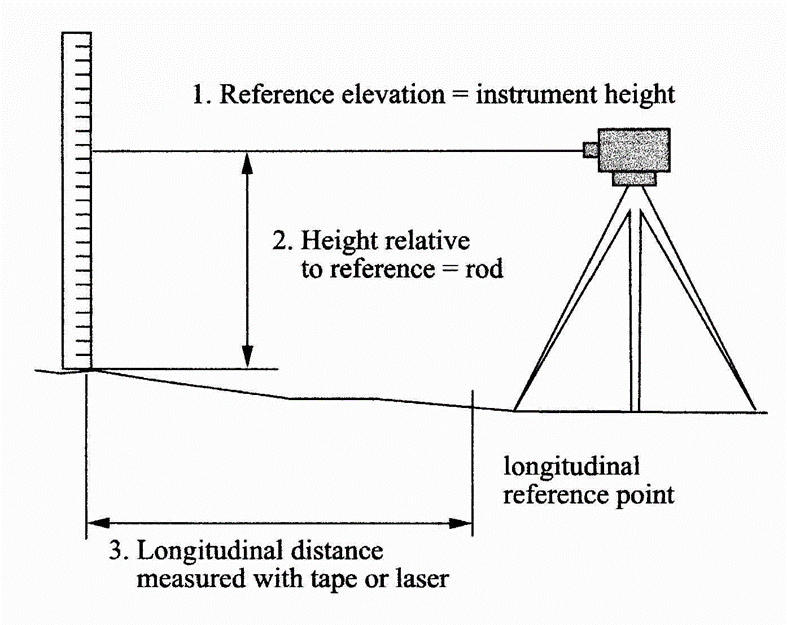 1. Reference elevation = instrument height
2. Height relative
to reference = rod
longitudinal
reference point
3. Longitudinal distance
measured with tape or laser